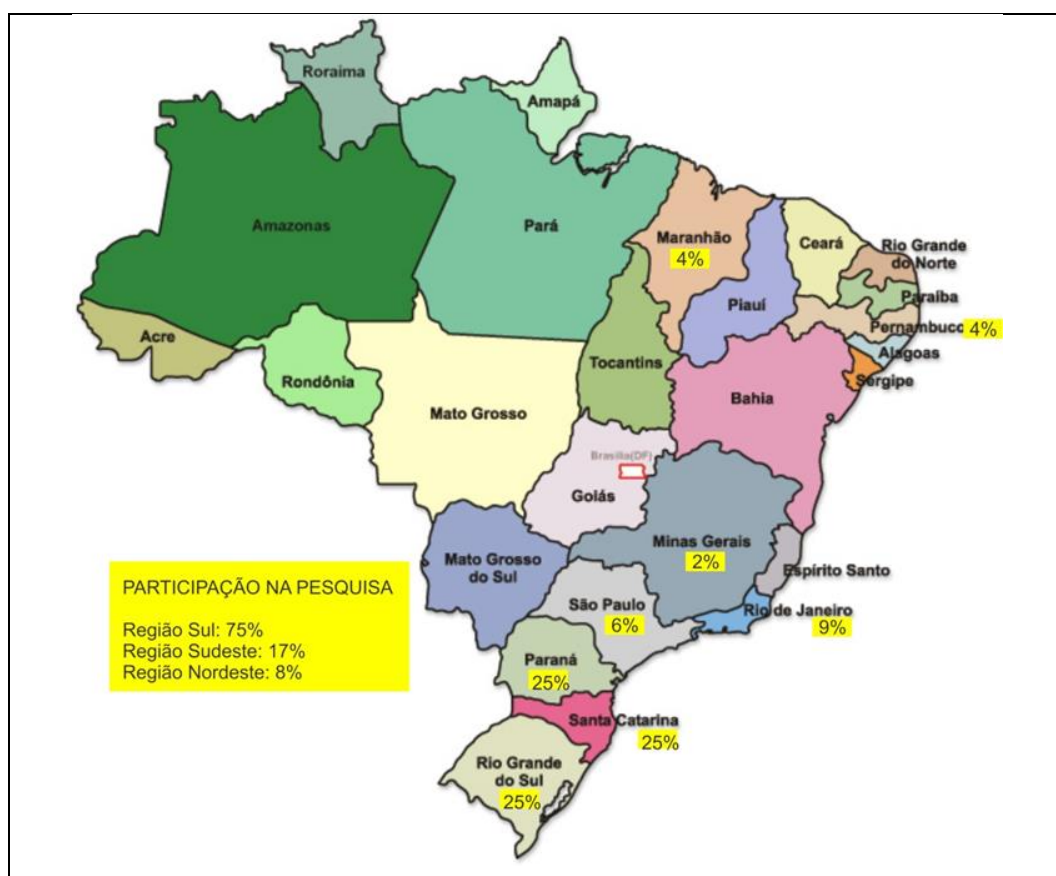 Roraima
Amapá
Amazonas
Pará
Maranhão
4%
Ceará
Rio Grande
do Norte
Piauí
Paraíba
Pernambuco 4%
Acre
Alagoas
Tocantins
Sergipe
Rondônia
Bahia
Mato Grosso
Brasília(DF)
Goiás
Minas Gerais
2%
Mato Grosso
do Sul
Espírito Santo
PARTICIPAÇÃO NA PESQUISA
Região Sul: 75%
Região Sudeste: 17%
Região Nordeste: 8%
São Paulo
6%
Rio de Janeiro
9%
Paraná
25%
Santa Catarina
25%
Rio Grande
do Sul
25%